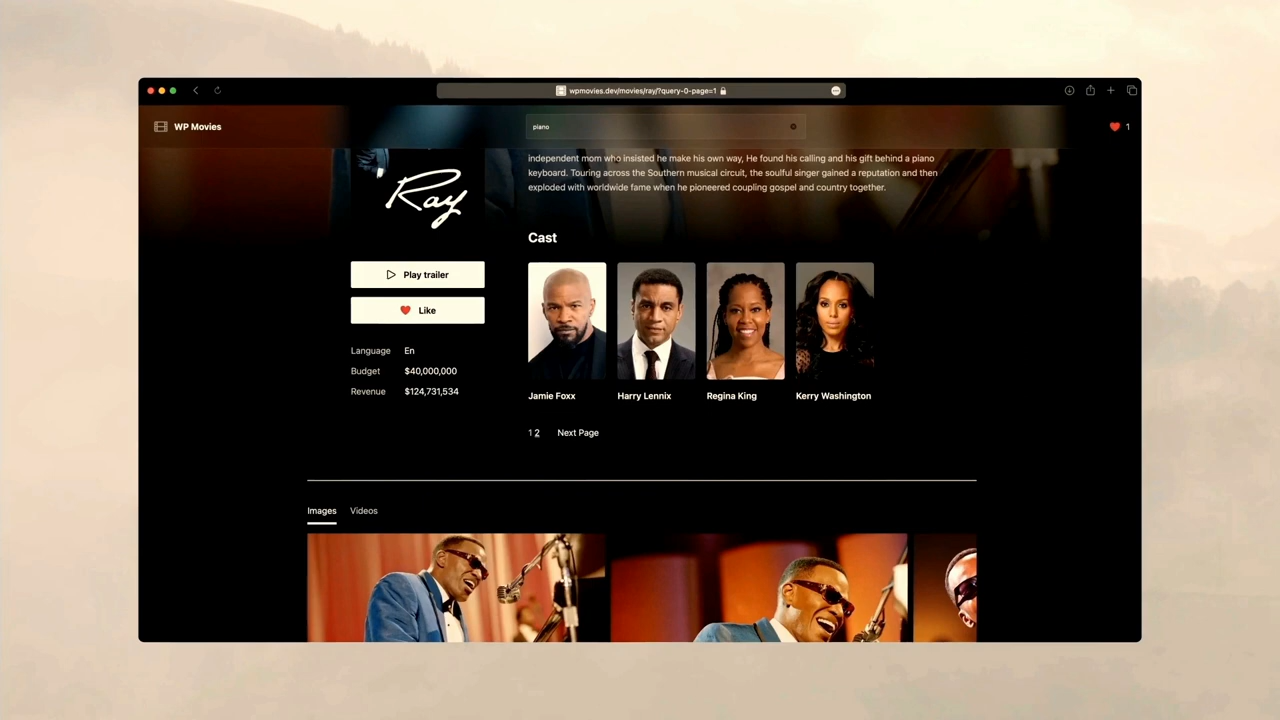 wpmovies.dev/movies/ray/?query-0-page=1
WP Movies
piano
1
independent mom who insisted he make his own way, He found his calling and his gift behind a piano
keyboard. Touring across the Southern musical circuit, the soulful singer gained a reputation and then
exploded with worldwide fame when he pioneered coupling gospel and country together.
Ray
Cast
Play trailer
Like
Language En
Budget $40,000,000
Revenue $124,731,534
Jamie Foxx Harry Lennix Regina King Kerry Washington
1 2 Next Page
Images Videos